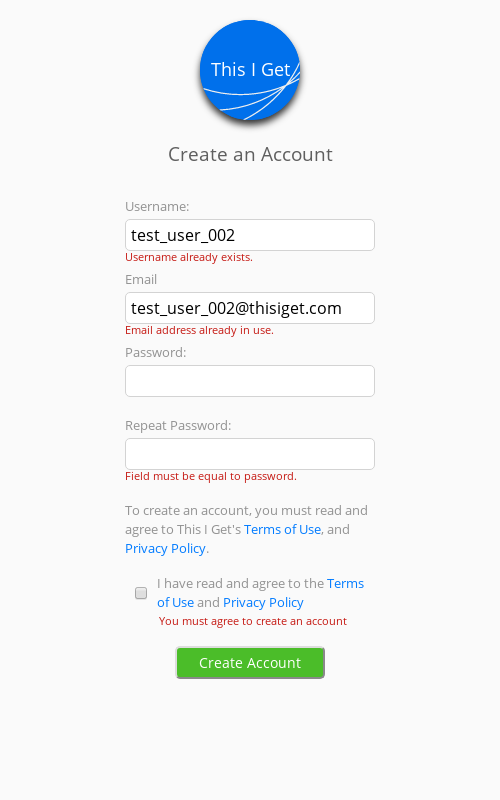 This I Get
Create an Account
Username:
test_user_002
Username already exists.
Email
test_user_002@thisiget.com
Email address already in use.
Password:
Repeat Password:
Field must be equal to password.
To create an account, you must read and
agree to This I Get's Terms of Use, and
Privacy Policy.
I have read and agree to the Terms
of Use and Privacy Policy
You must agree to create an account
Create Account